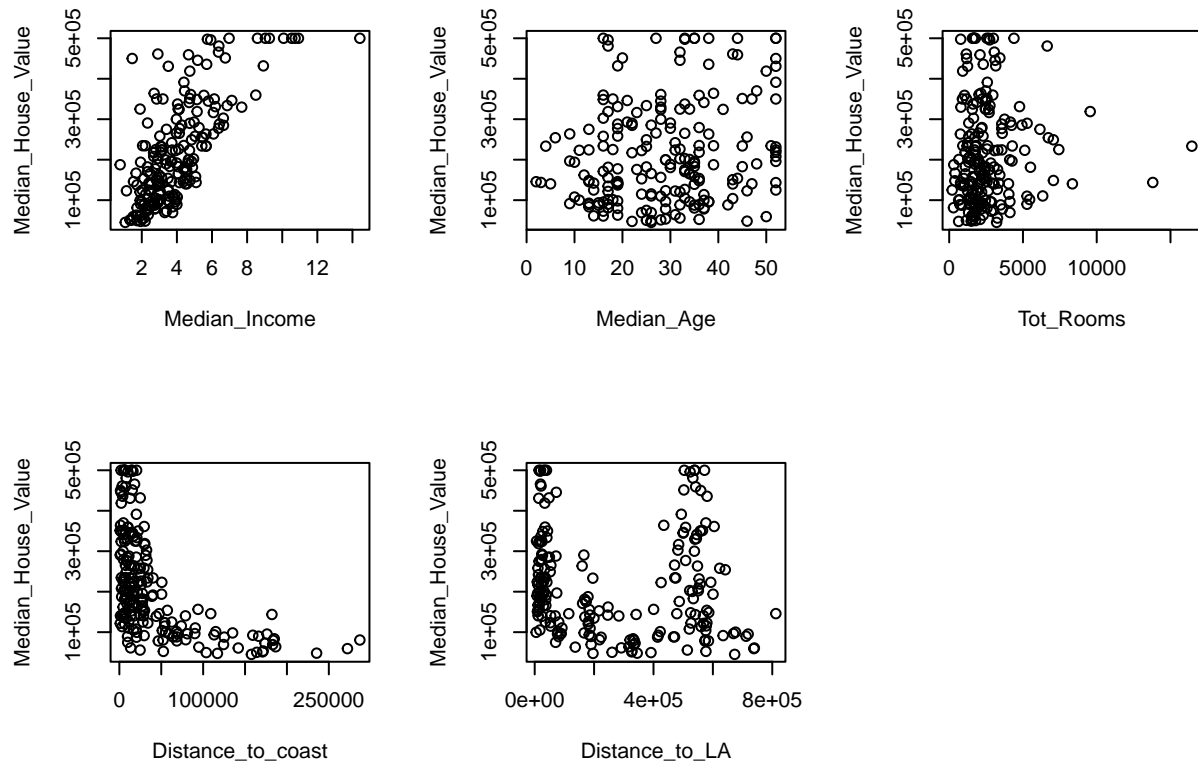 Median_House_Value
1e+05 3e+05 5e+05
2 4 6 8 12
Median_Income
Median_House_Value
1e+05 3e+05 5e+05
0 10 20 30 40 50
Median_Age
Median_House_Value
1e+05 3e+05 5e+05
0 5000 10000
Tot_Rooms
Median_House_Value
1e+05 3e+05 5e+05
0 100000 250000
Distance_to_coast
Median_House_Value
1e+05 3e+05 5e+05
0e+00 4e+05 8e+05
Distance_to_LA